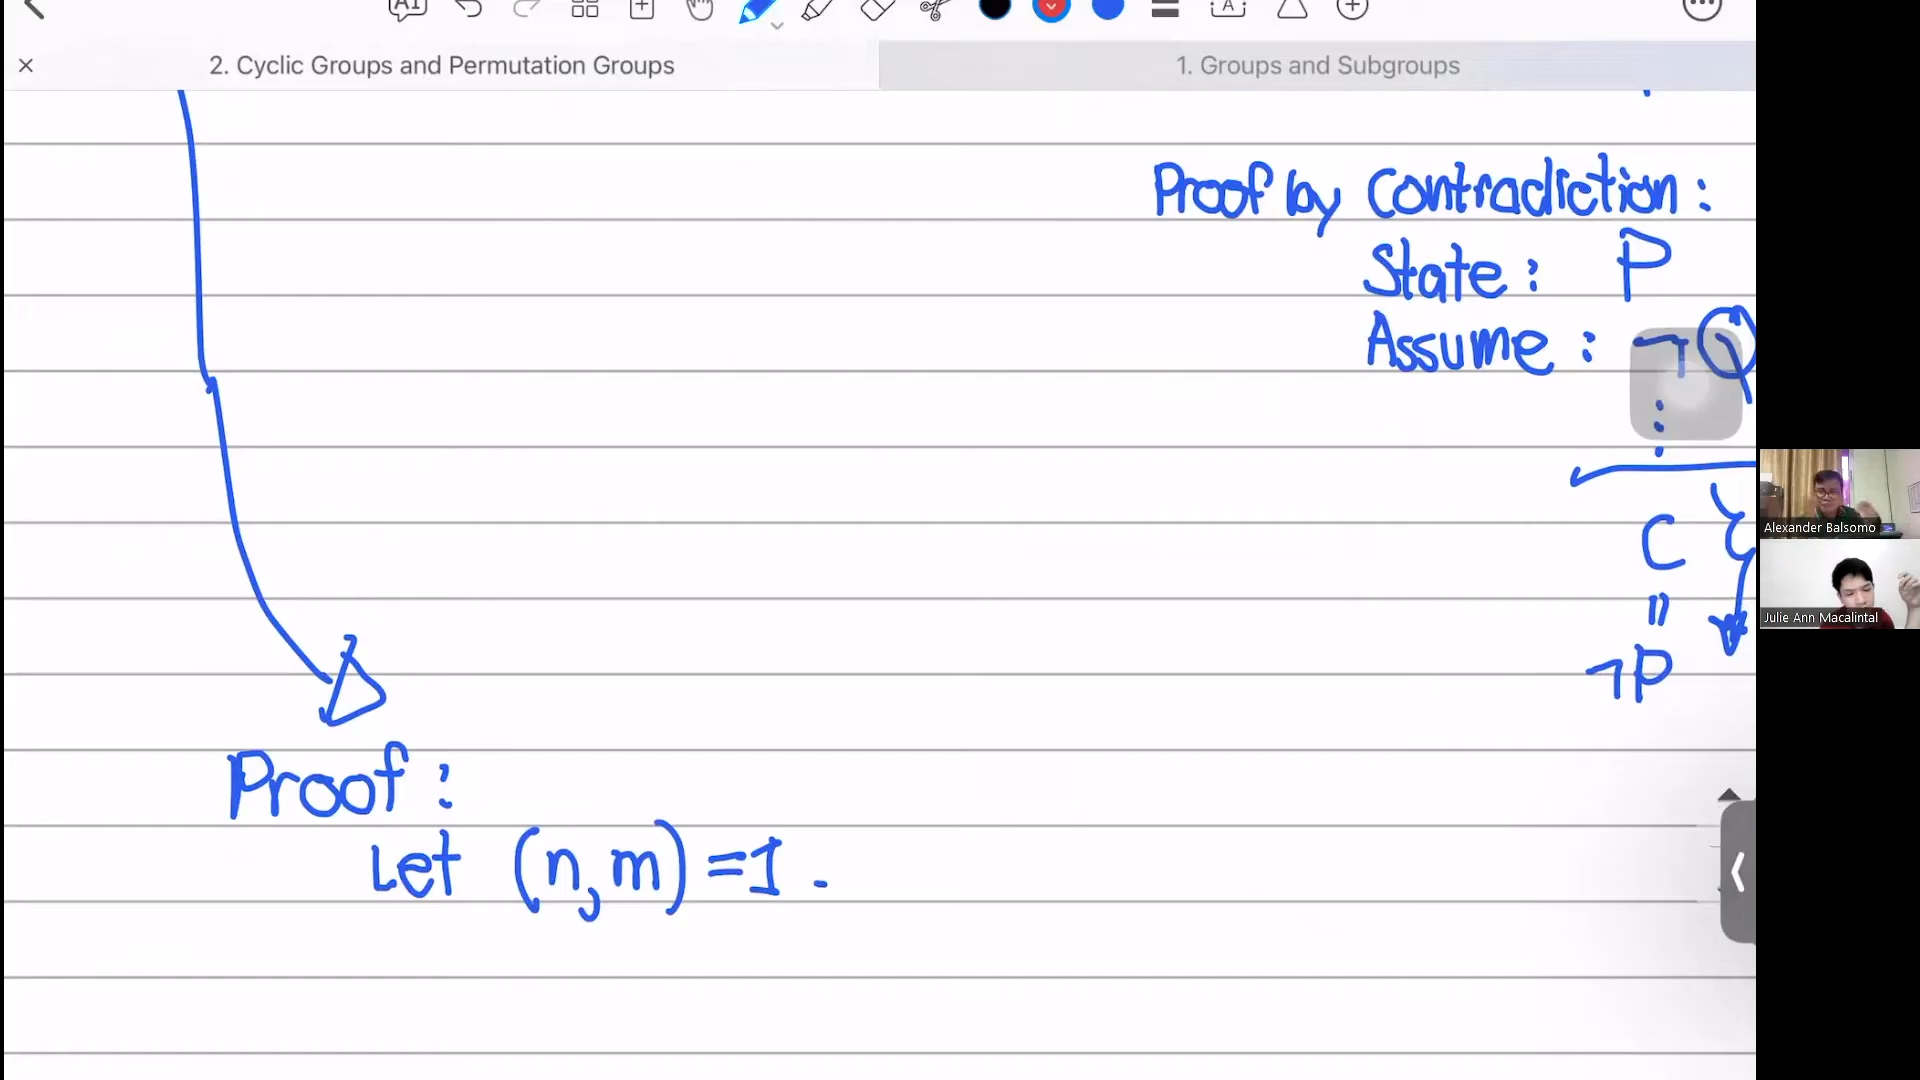 2. Cyclic Groups and Permutation Groups
1. Groups and Subgroups
Proof by Contradiction:
State: P
Assume: ¬Q
C
=
¬P
Proof:
Let (n,m)=1.
Alexander Balsomo
Julie Ann Macalintal